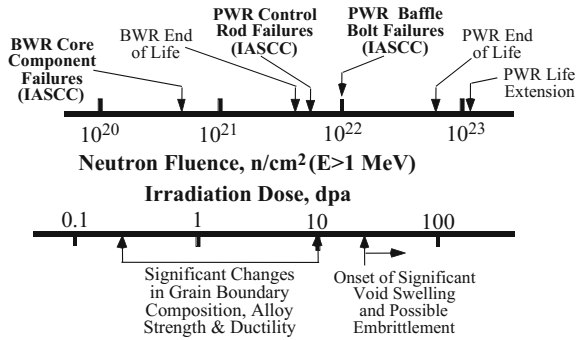 BWR Core
Component
Failures
(IASCC)
BWR End
of Life
PWR Control
Rod Failures
(IASCC)
PWR Baffle
Bolt Failures
(IASCC)
PWR End
of Life
PWR Life
Extension
10²⁰ 10²¹ 10²² 10²³
Neutron Fluence, n/cm² (E>1 MeV)
Irradiation Dose, dpa
0.1 1 10 100
Significant Changes
in Grain Boundary
Composition, Alloy
Strength & Ductility
Onset of Significant
Void Swelling
and Possible
Embrittlement